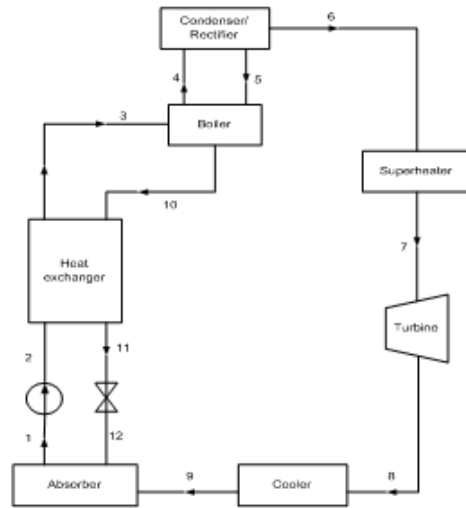 Condenser/
Rectifier
6
4
5
3
Boiler
10
Superheater
7
Heat
exchanger
Turbine
2
11
1
12
9
8
Absorber
Cooler